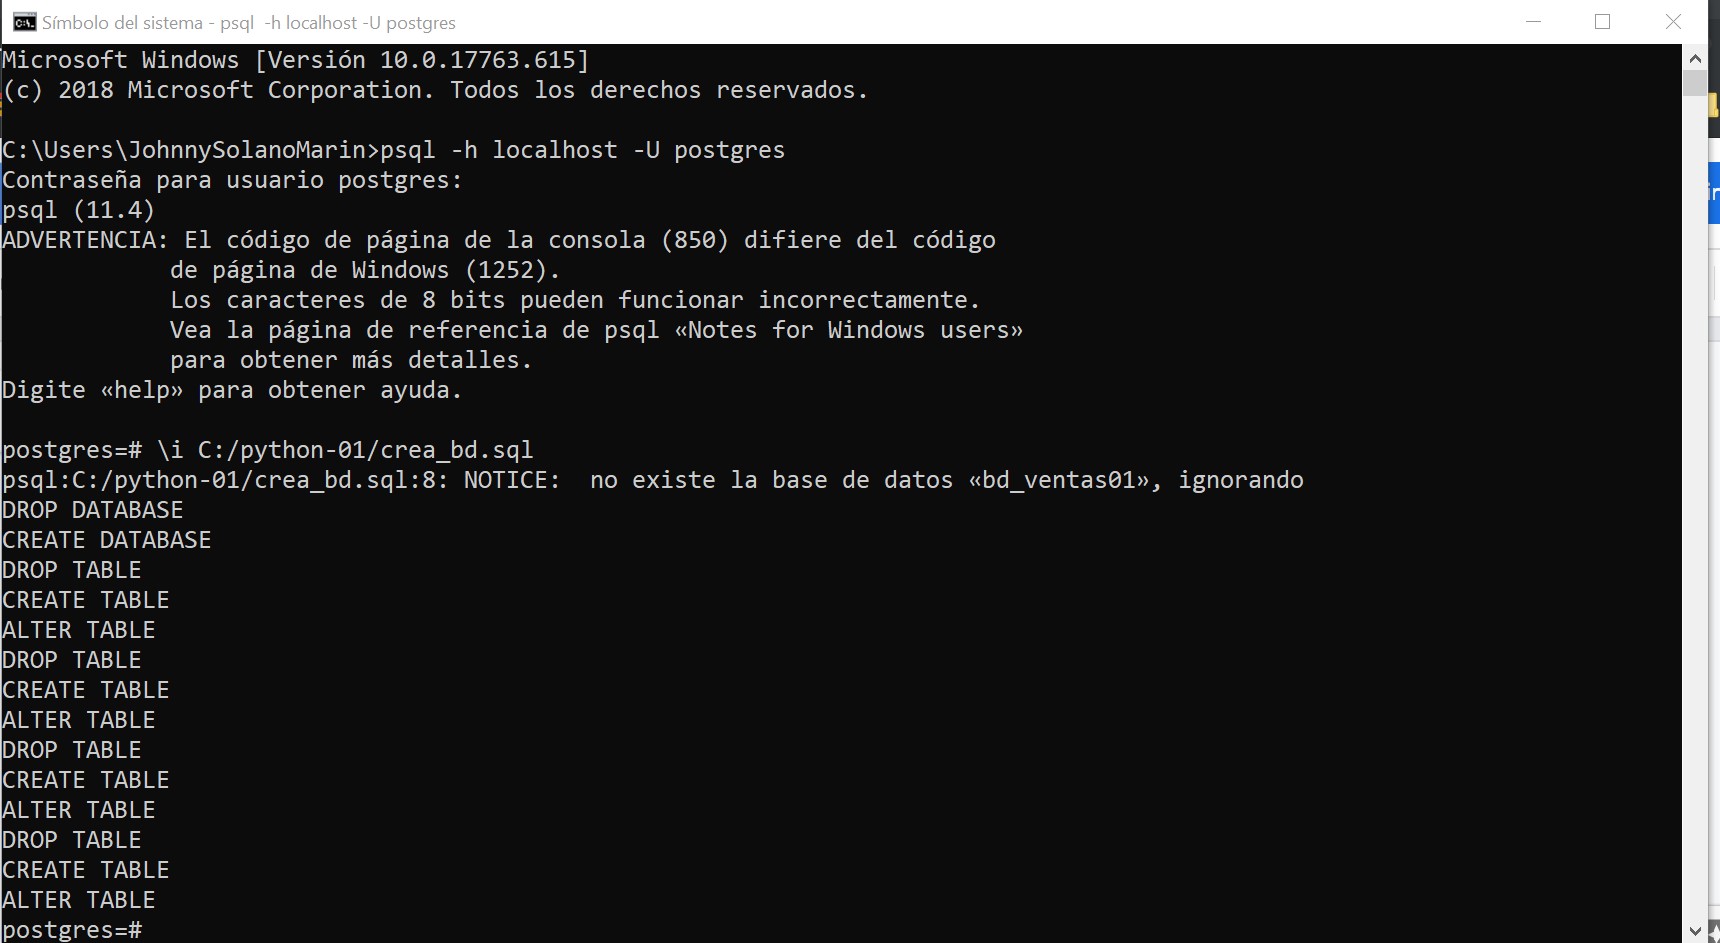 Símbolo del sistema - psql  -h localhost -U postgres
Microsoft Windows [Versión 10.0.17763.615]
(c) 2018 Microsoft Corporation. Todos los derechos reservados.
C:\Users\JohnnySolanoMarin>psql -h localhost -U postgres
Contraseña para usuario postgres:
psql (11.4)
ADVERTENCIA: El código de página de la consola (850) difiere del código
            de página de Windows (1252).
            Los caracteres de 8 bits pueden funcionar incorrectamente.
            Vea la página de referencia de psql «Notes for Windows users»
            para obtener más detalles.
Digite «help» para obtener ayuda.
postgres=# \i C:/python-01/crea_bd.sql
psql:C:/python-01/crea_bd.sql:8: NOTICE:  no existe la base de datos «bd_ventas01», ignorando
DROP DATABASE
CREATE DATABASE
DROP TABLE
CREATE TABLE
ALTER TABLE
DROP TABLE
CREATE TABLE
ALTER TABLE
DROP TABLE
CREATE TABLE
ALTER TABLE
DROP TABLE
CREATE TABLE
ALTER TABLE
postgres=#